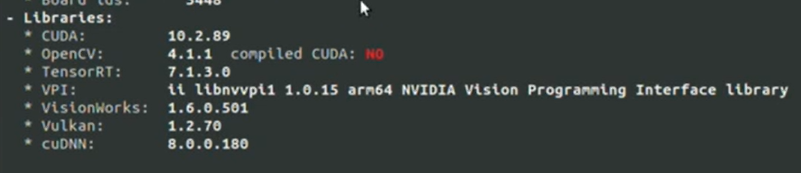 * Board ids: 3448
- Libraries:
* CUDA: 10.2.89
* OpenCV: 4.1.1 compiled CUDA: NO
* TensorRT: 7.1.3.0
* VPI: ii libnvvpi1 1.0.15 arm64 NVIDIA Vision Programming Interface library
* VisionWorks: 1.6.0.501
* Vulkan: 1.2.70
* cuDNN: 8.0.0.180